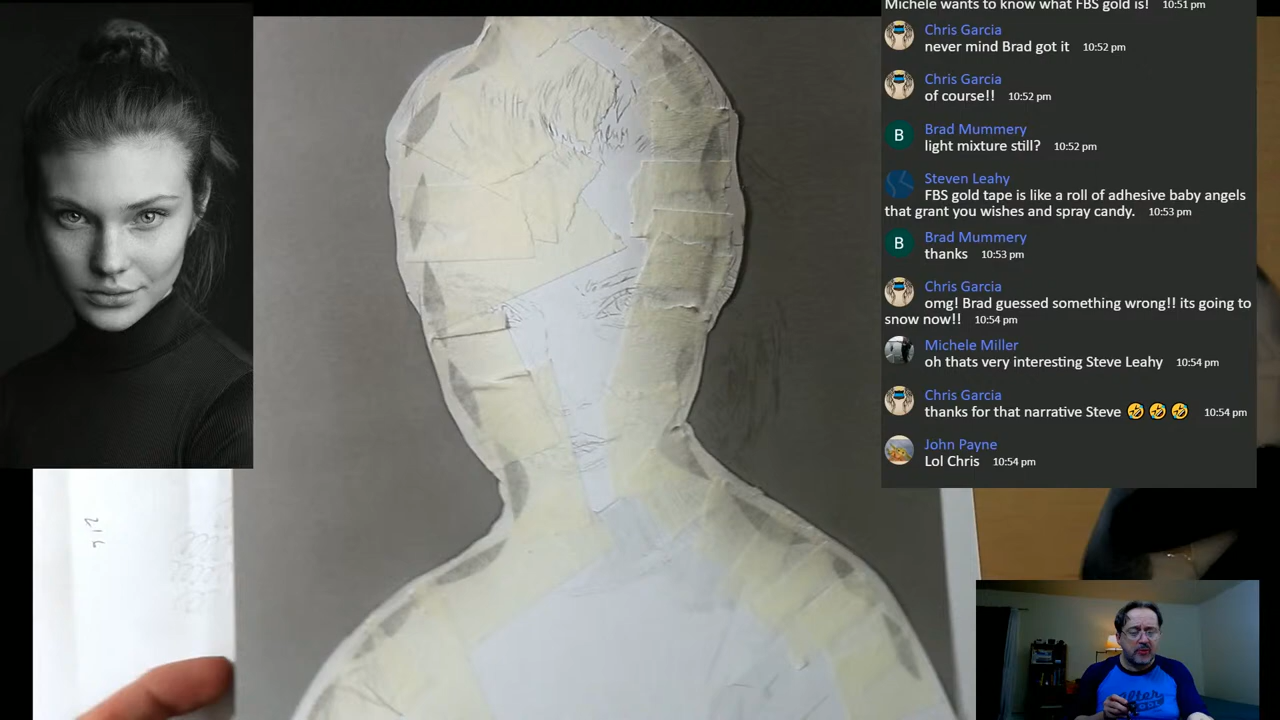 Michele wants to know what FBS gold is! 10:51 pm
Chris Garcia
never mind Brad got it 10:52 pm
Chris Garcia
of course!! 10:52 pm
B Brad Mummery
light mixture still? 10:52 pm
Steven Leahy
FBS gold tape is like a roll of adhesive baby angels
that grant you wishes and spray candy. 10:53 pm
B Brad Mummery
thanks 10:53 pm
Chris Garcia
omg! Brad guessed something wrong!! its going to
snow now!! 10:54 pm
Michele Miller
oh thats very interesting Steve Leahy 10:54 pm
Chris Garcia
thanks for that narrative Steve 🤣 🤣 🤣 10:54 pm
John Payne
Lol Chris 10:54 pm